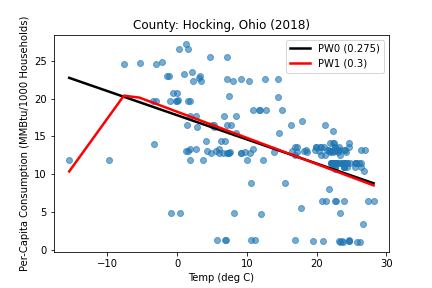 County: Hocking, Ohio (2018)
Per-Capita Consumption (MMBtu/1000 Households)
25
20
15
10
5
0
PW0 (0.275)
PW1 (0.3)
−10
0
10
20
30
Temp (deg C)